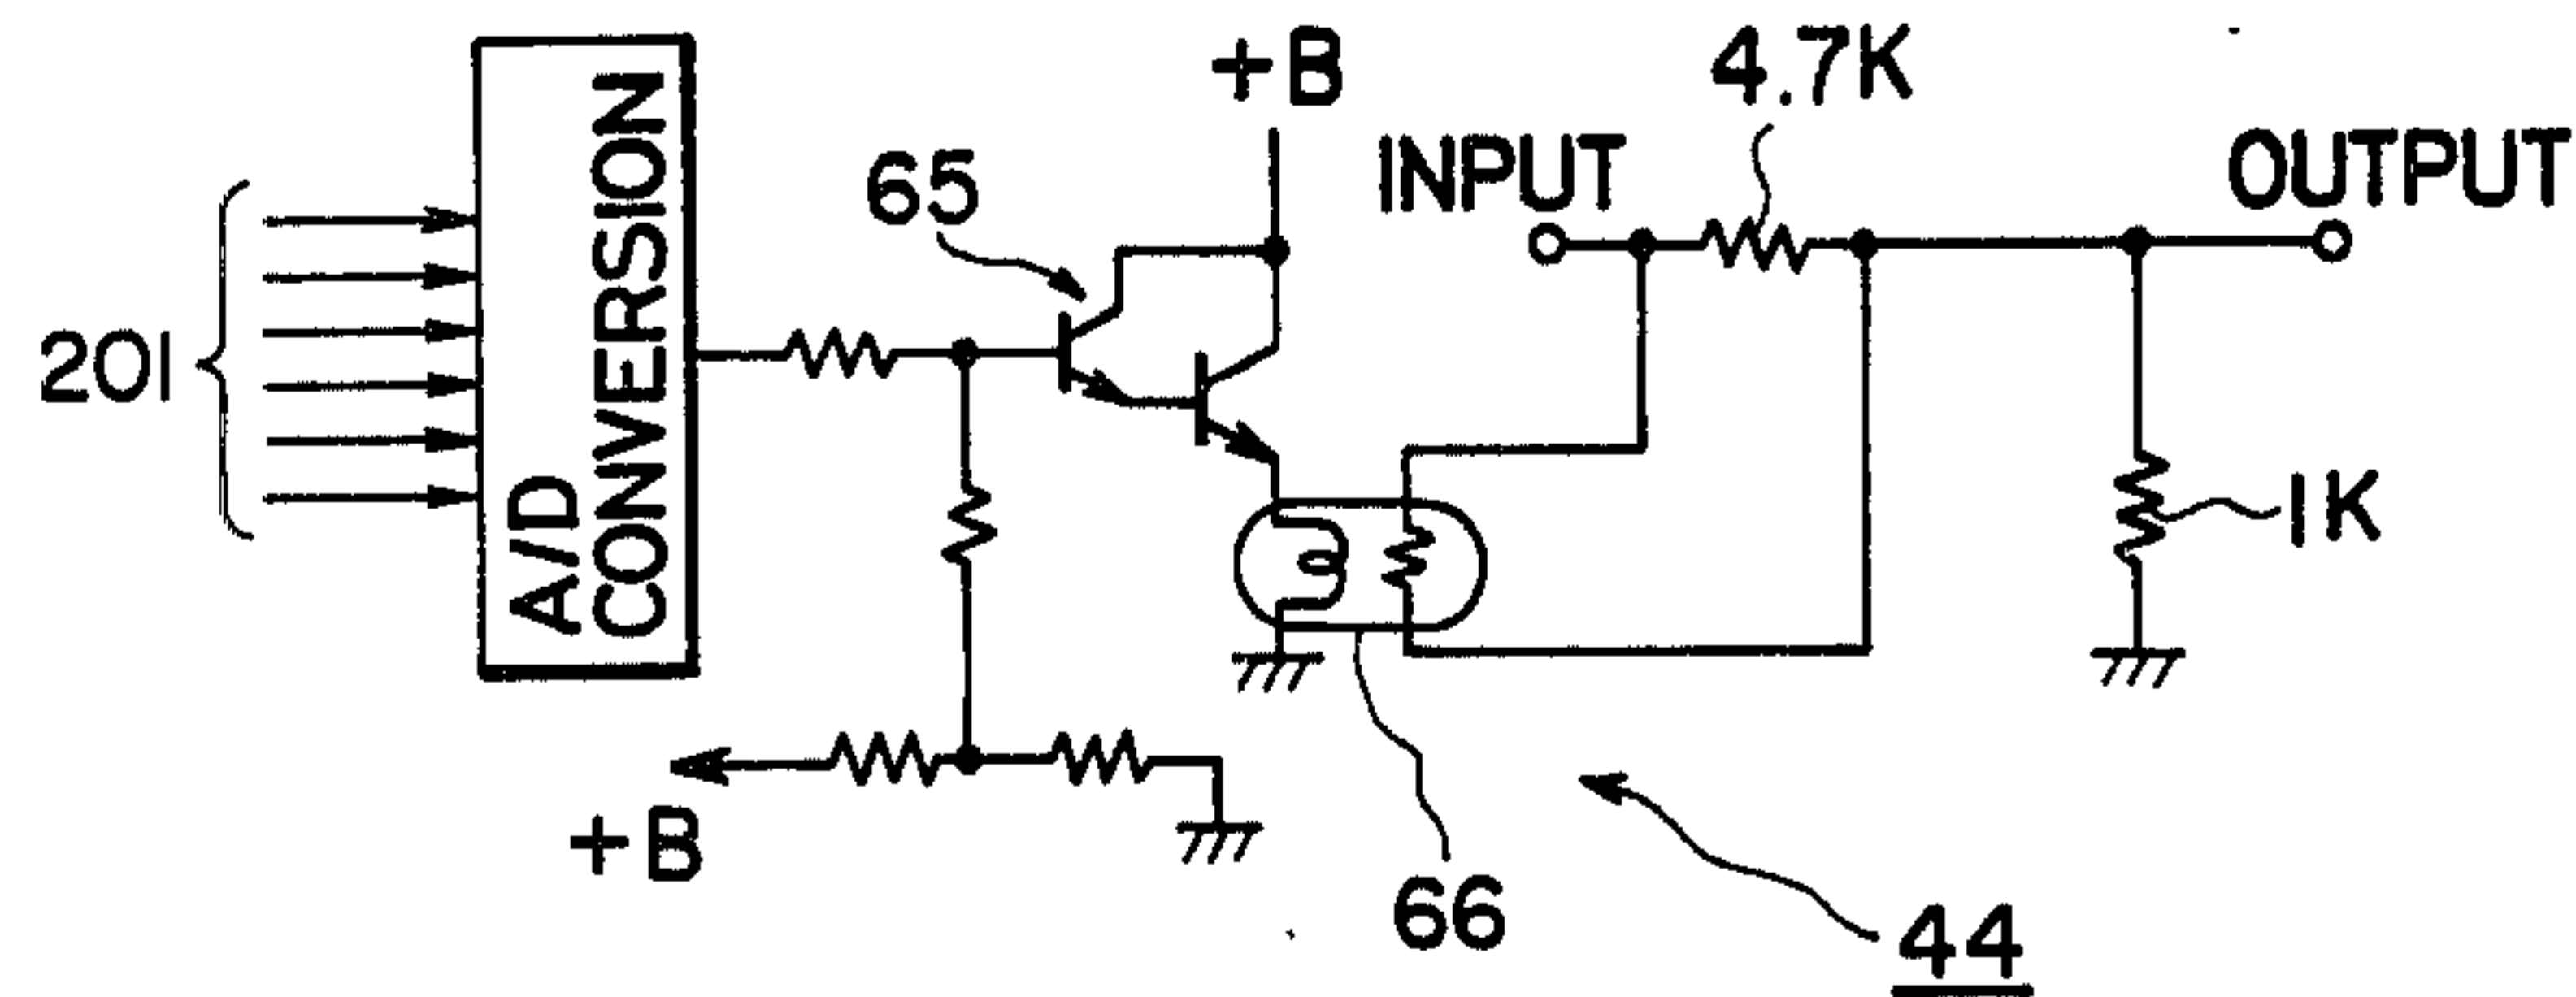 +B
4.7K
INPUT
OUTPUT
65
201
A/D
CONVERSION
1K
+B
66
44